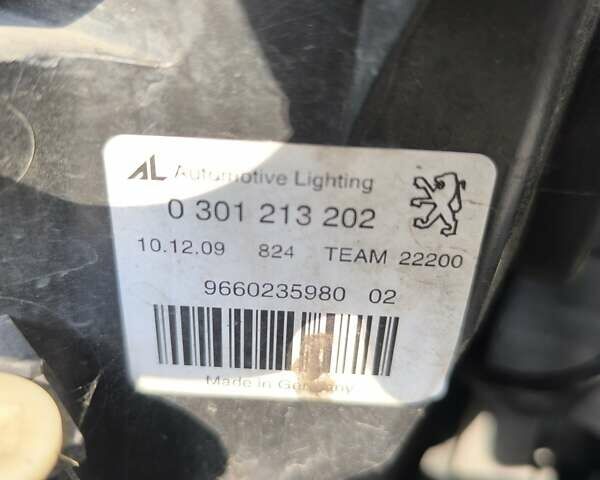 AL Automotive Lighting
0 301 213 202
10.12.09 824 TEAM 22200
9660235980 02
Made in Germany